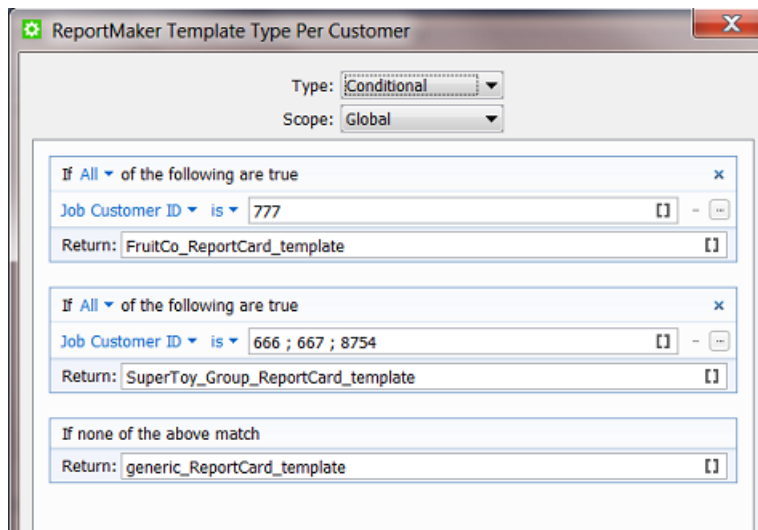 ReportMaker Template Type Per Customer
Type: Conditional
Scope: Global
If All of the following are true
Job Customer ID is 777
Return: FruitCo_ReportCard_template
If All of the following are true
Job Customer ID is 666 ; 667 ; 8754
Return: SuperToy_Group_ReportCard_template
If none of the above match
Return: generic_ReportCard_template